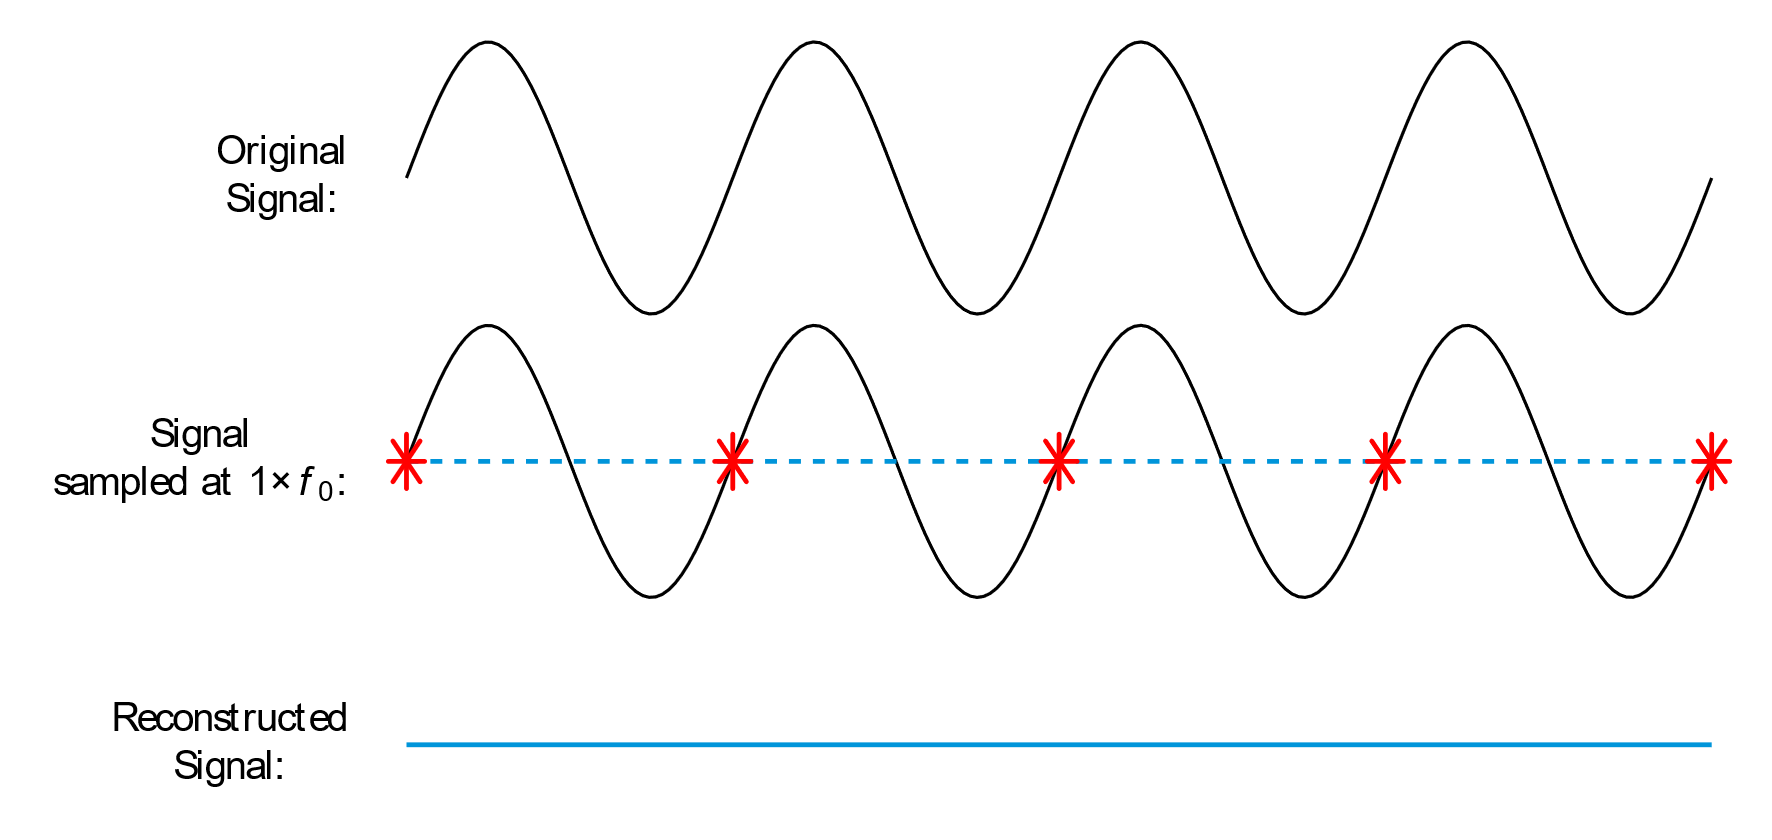 Original
Signal:
Signal
sampled at 1× f₀:
Reconstructed
Signal: